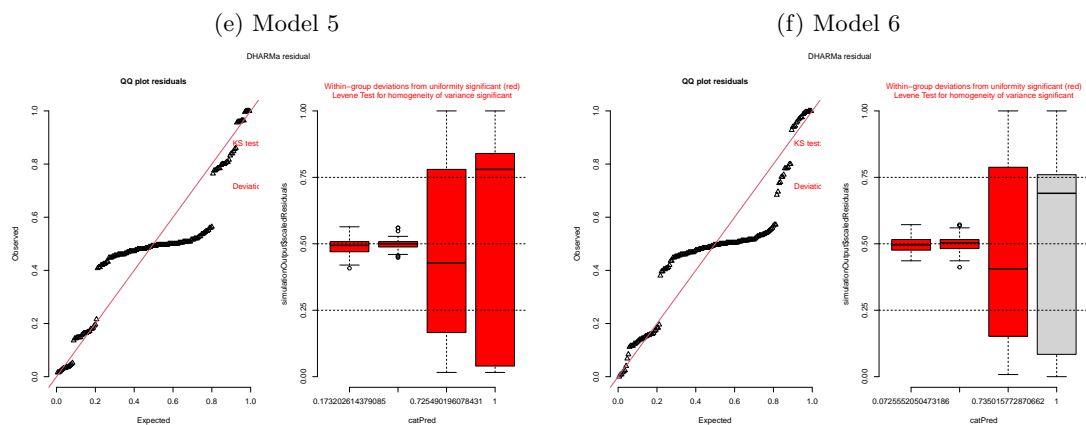 (e) Model 5
DHARMa residual
QQ plot residuals
Observed
1.0
0.8
0.6
0.4
0.2
0.0
KS test:
Deviatic
0.0 0.2 0.4 0.6 0.8 1.0
Expected
Within−group deviations from uniformity significant (red)
Levene Test for homogeneity of variance significant
simulationOutput$scaledResiduals
1.00
0.75
0.50
0.25
0.00
0.173202614379085 0.725490196078431 1
catPred
(f) Model 6
DHARMa residual
QQ plot residuals
Observed
1.0
0.8
0.6
0.4
0.2
0.0
KS test:
Deviatic
0.0 0.2 0.4 0.6 0.8 1.0
Expected
Within−group deviations from uniformity significant (red)
Levene Test for homogeneity of variance significant
simulationOutput$scaledResiduals
1.00
0.75
0.50
0.25
0.00
0.0725552050473186 0.735015772870662 1
catPred